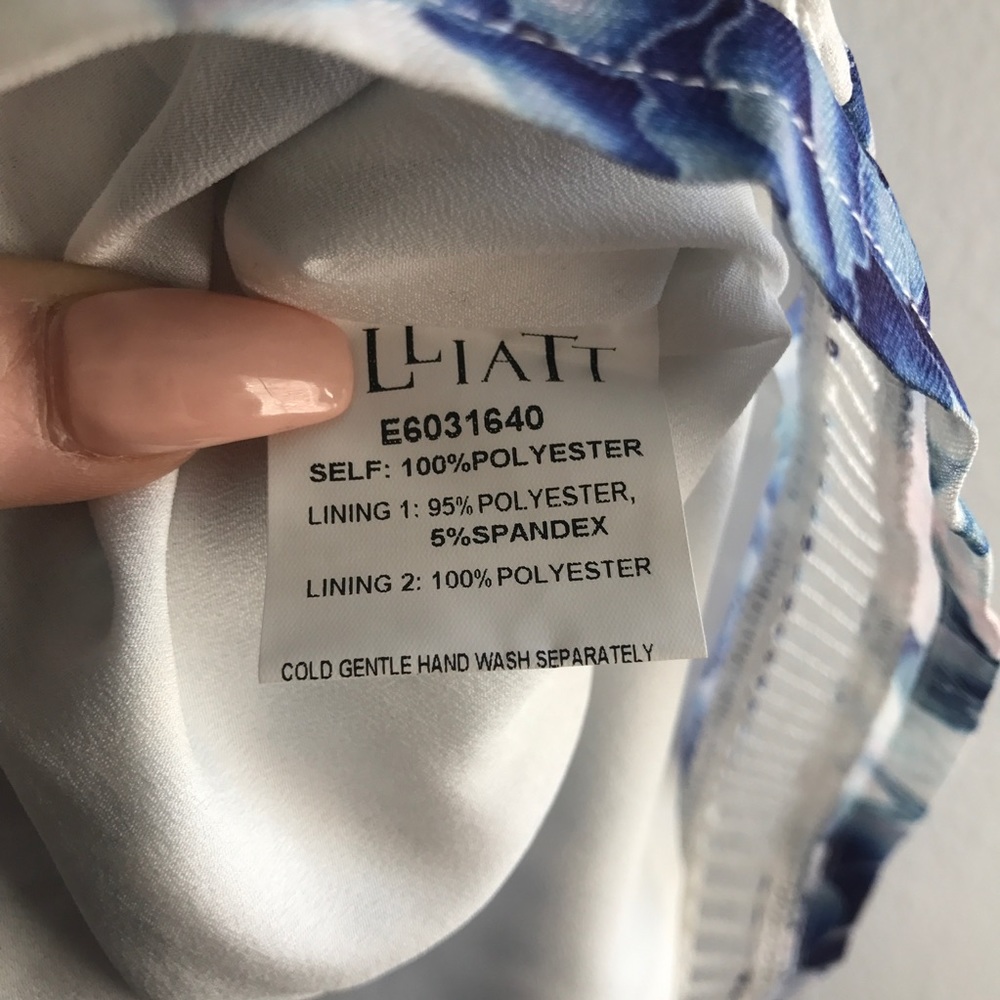 LLIATT
E6031640
SELF: 100%POLYESTER
LINING 1: 95% POLYESTER,
5%SPANDEX
LINING 2: 100% POLYESTER
COLD GENTLE HAND WASH SEPARATELY